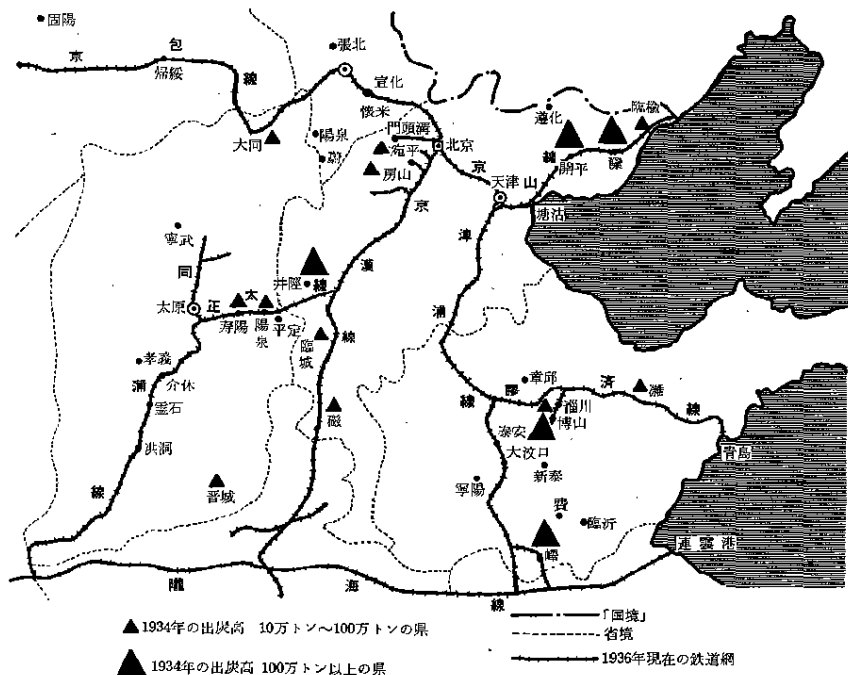 固陽
京包線
帰綏
張北
宣化
懐来
大同
陽泉
蔚
門頭溝
宛平
房山
北京
遵化
臨楡
開平
灤
京山線
天津
塘沽
京漢線
津浦線
寧武
同蒲線
太原
正太線
井陘
寿陽
陽泉
平定
臨城
孝義
介休
霊石
洪洞
磁
晋城
章邱
膠済線
濰
淄川
博山
泰安
大汶口
新泰
寧陽
費
臨沂
嶧
青島
連雲港
隴海線
1934年の出炭高 10万トン～100万トンの県
1934年の出炭高 100万トン以上の県
「国境」
省境
1936年現在の鉄道網